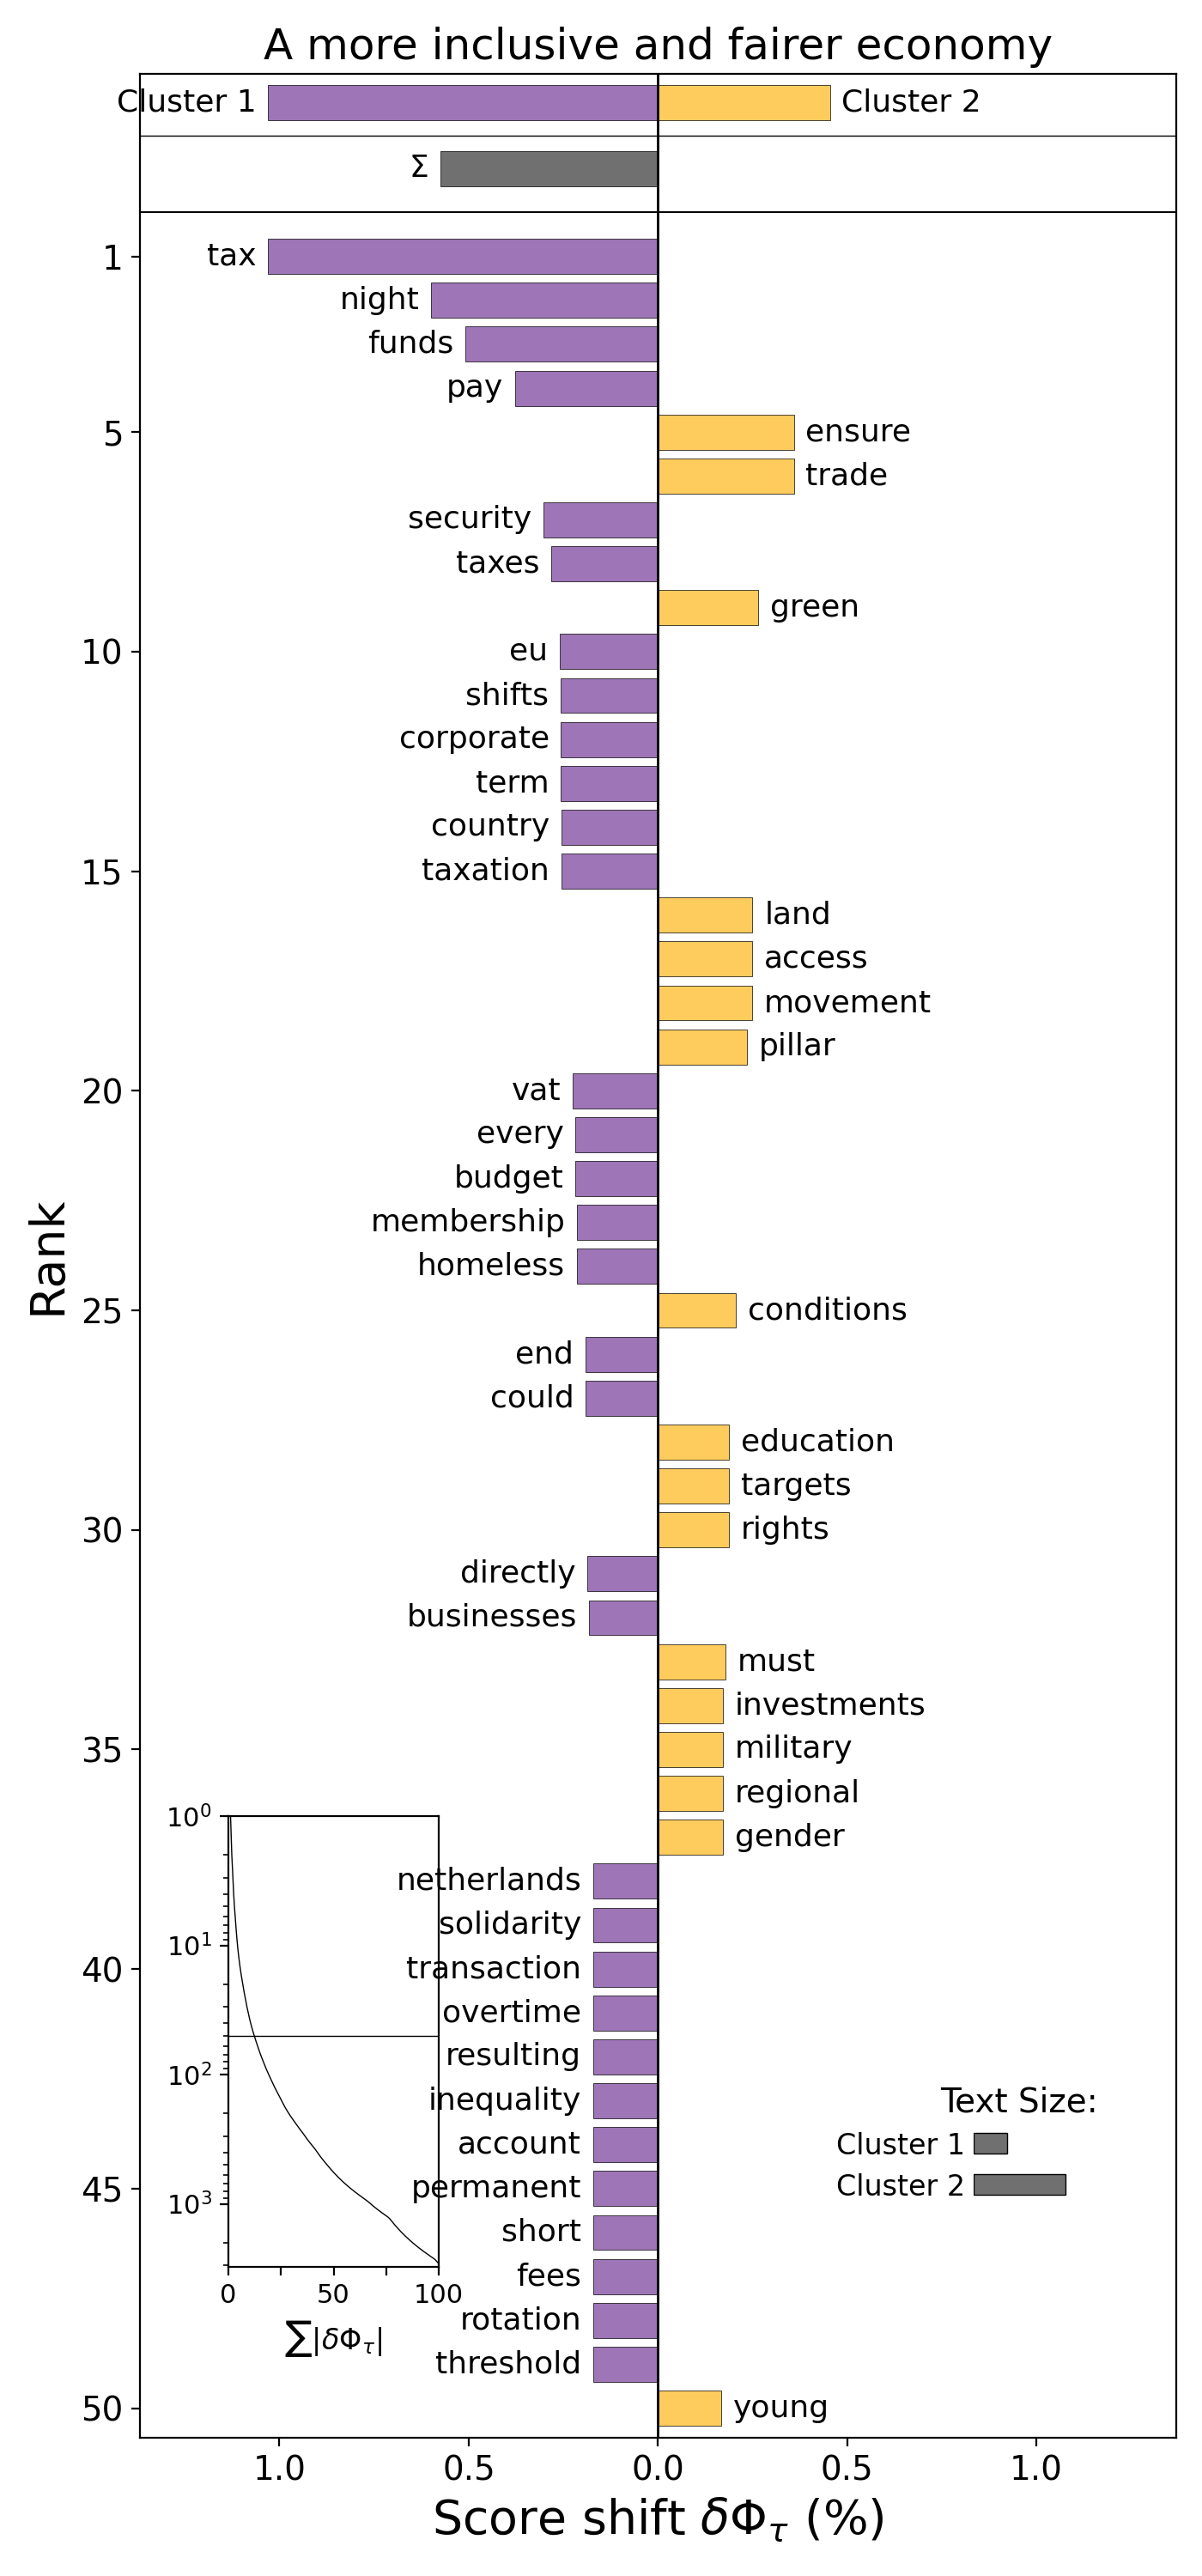 A more inclusive and fairer economy
Cluster 1
Cluster 2
Σ
1
tax
night
funds
pay
5
ensure
trade
security
taxes
green
10
eu
shifts
corporate
term
country
15
taxation
land
access
movement
pillar
20
vat
every
budget
membership
homeless
Rank
25
conditions
end
could
education
targets
30
rights
directly
businesses
must
investments
35
military
regional
gender
netherlands
solidarity
40
transaction
overtime
resulting
inequality
account
45
permanent
short
fees
rotation
threshold
50
young
10⁰
10¹
10²
10³
0 50 100
∑|δΦ_τ|
Text Size:
Cluster 1
Cluster 2
1.0 0.5 0.0 0.5 1.0
Score shift δΦ_τ (%)